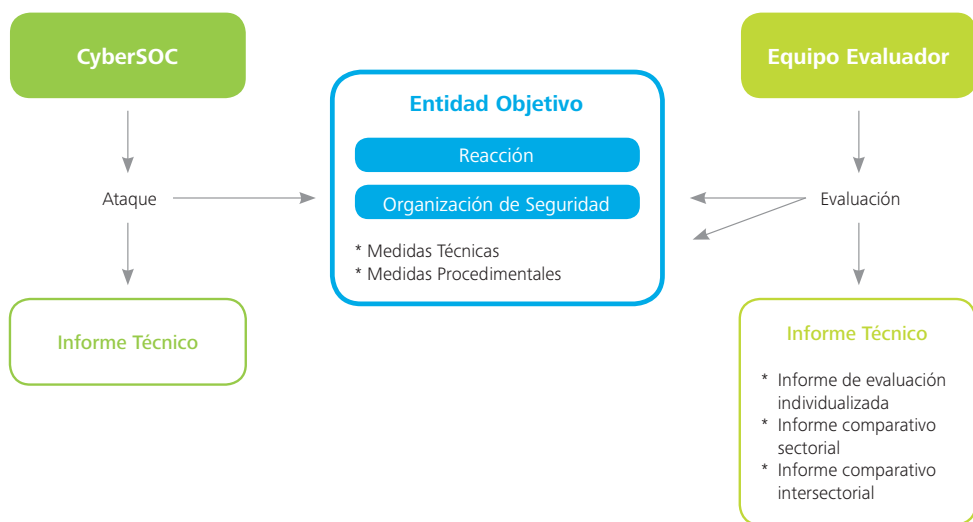 CyberSOC
Ataque
Informe Técnico
Entidad Objetivo
Reacción
Organización de Seguridad
* Medidas Técnicas
* Medidas Procedimentales
Equipo Evaluador
Evaluación
Informe Técnico
* Informe de evaluación
individualizada
* Informe comparativo
sectorial
* Informe comparativo
intersectorial